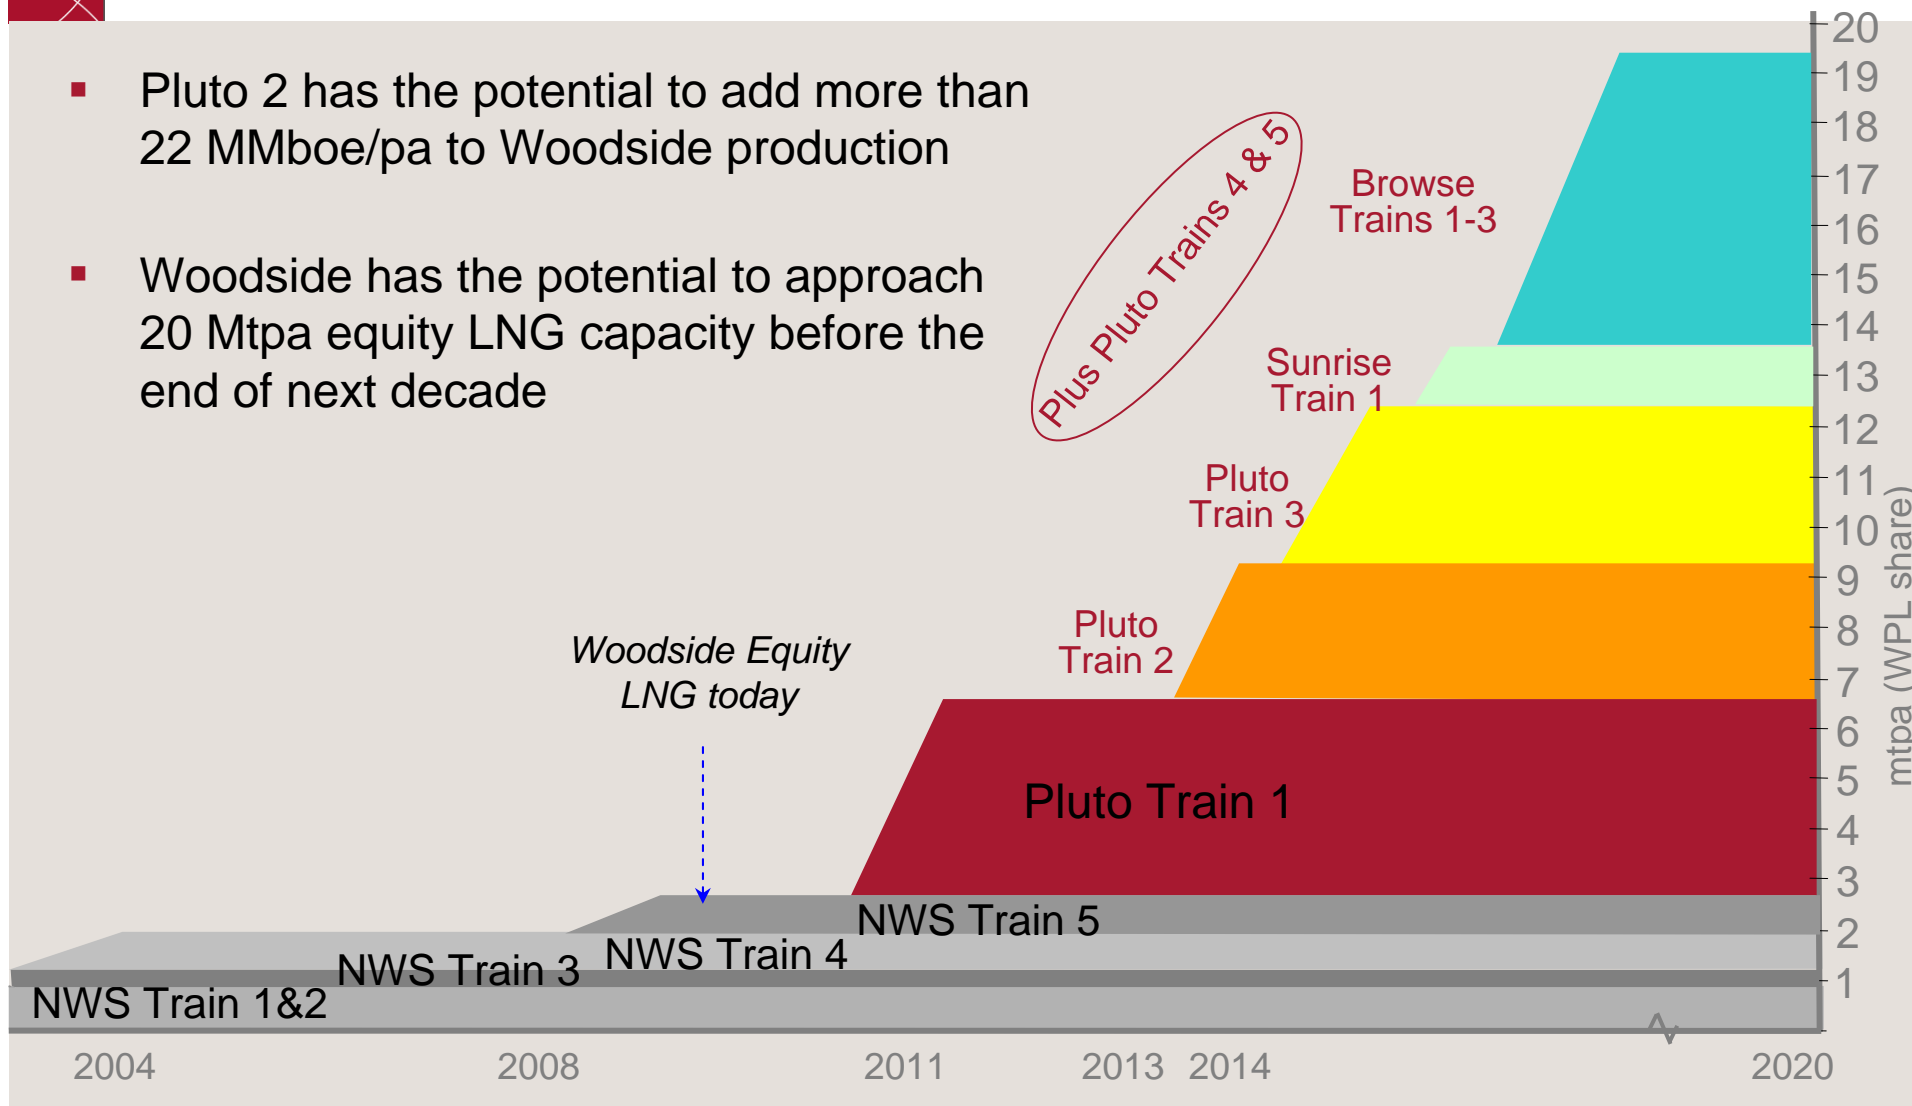 ▪ Pluto 2 has the potential to add more than
22 MMboe/pa to Woodside production
▪ Woodside has the potential to approach
20 Mtpa equity LNG capacity before the
end of next decade
Plus Pluto Trains 4 & 5
Browse
Trains 1-3
Sunrise
Train 1
Pluto
Train 3
Pluto
Train 2
Woodside Equity
LNG today
Pluto Train 1
NWS Train 5
NWS Train 4
NWS Train 3
NWS Train 1&2
20
19
18
17
16
15
14
13
12
11
10
9
8
7
6
5
4
3
2
1
mtpa (WPL share)
2004
2008
2011
2013
2014
2020